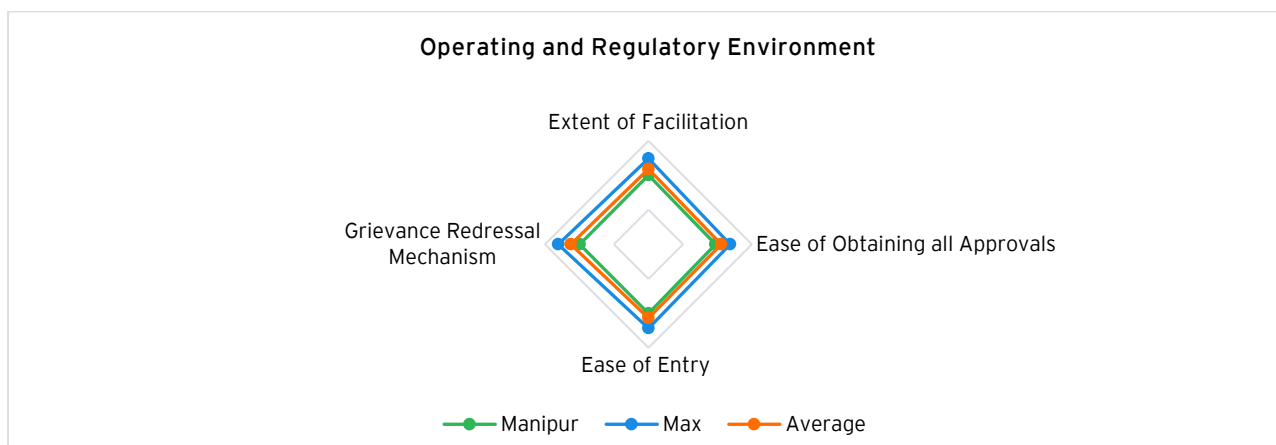 Operating and Regulatory Environment
Extent of Facilitation
Grievance Redressal
Mechanism
Ease of Obtaining all Approvals
Ease of Entry
Manipur
Max
Average